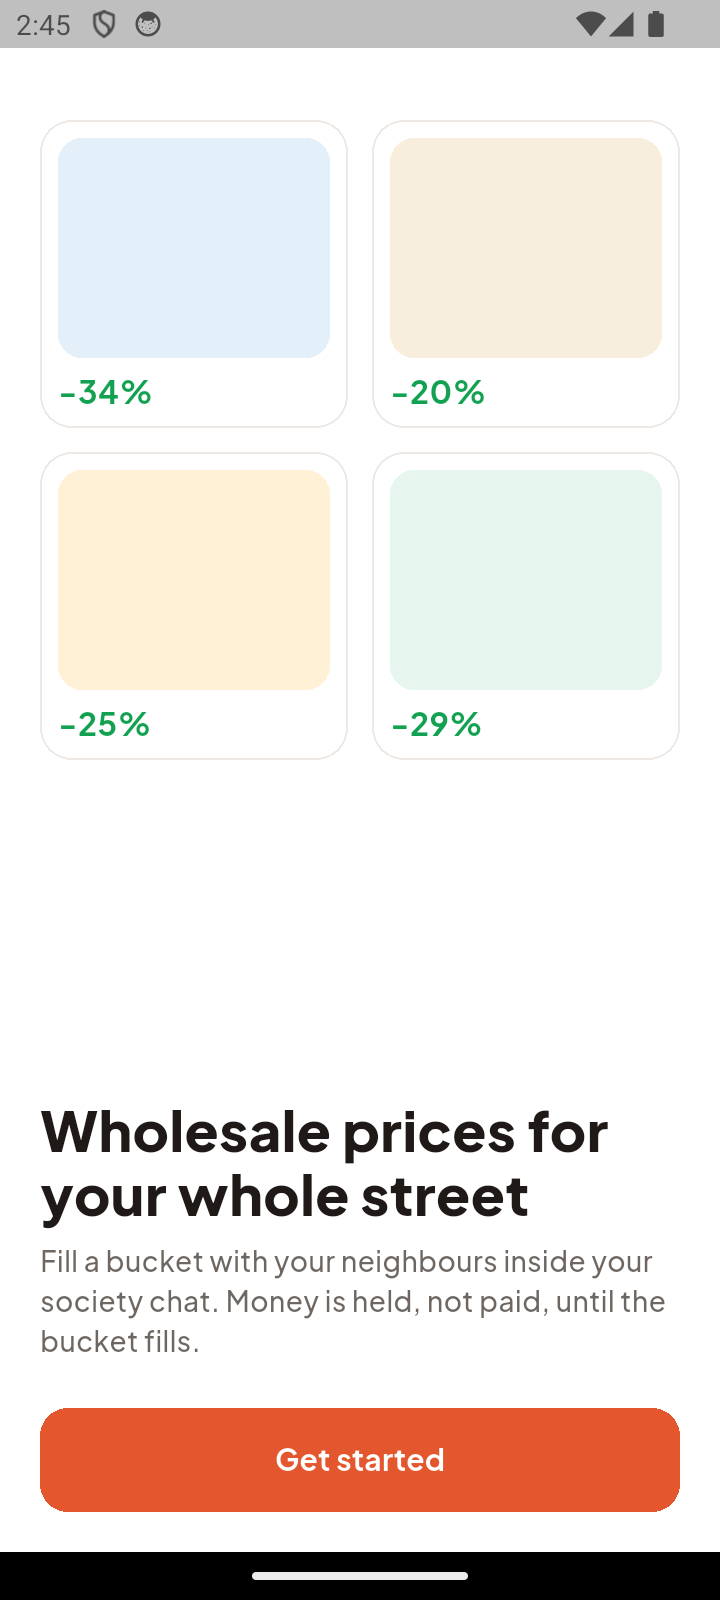 2:45
-34%
-20%
-25%
-29%
Wholesale prices for
your whole street
Fill a bucket with your neighbours inside your
society chat. Money is held, not paid, until the
bucket fills.
Get started